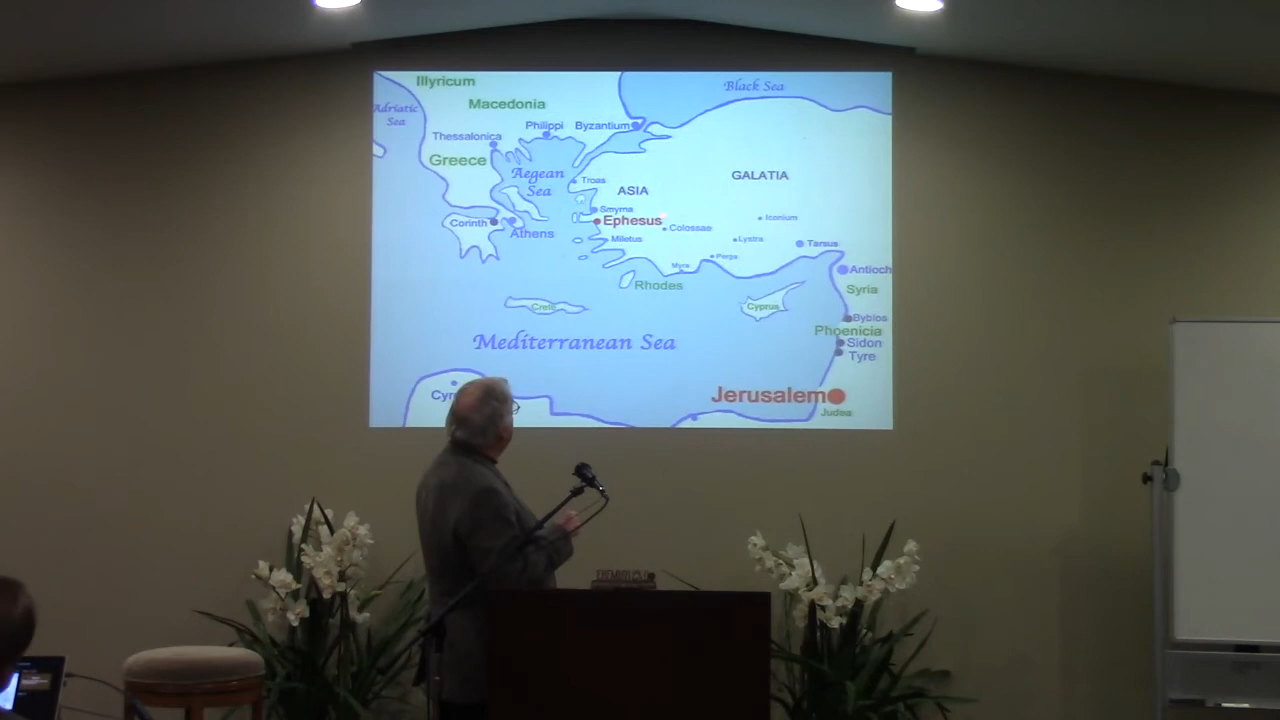 Illyricum
Black Sea
Adriatic
Sea
Macedonia
Philippi
Byzantium
Thessalonica
Greece
Aegean
Sea
Troas
ASIA
GALATIA
Smyrna
Corinth
Ephesus
Iconium
Athens
Colossae
Miletus
Lystra
Tarsus
Myra
Perga
Antioch
Rhodes
Syria
Crete
Cyprus
Byblos
Phoenicia
Mediterranean Sea
Sidon
Tyre
Jerusalem
Judea